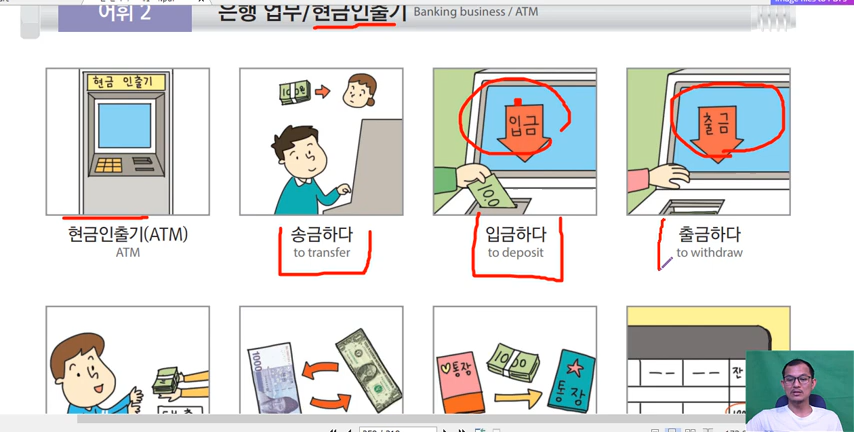 어휘 2
은행 업무/현금인출기 Banking business / ATM
현금 인출기
입금
출금
현금인출기(ATM)
ATM
송금하다
to transfer
입금하다
to deposit
출금하다
to withdraw
통장
통장